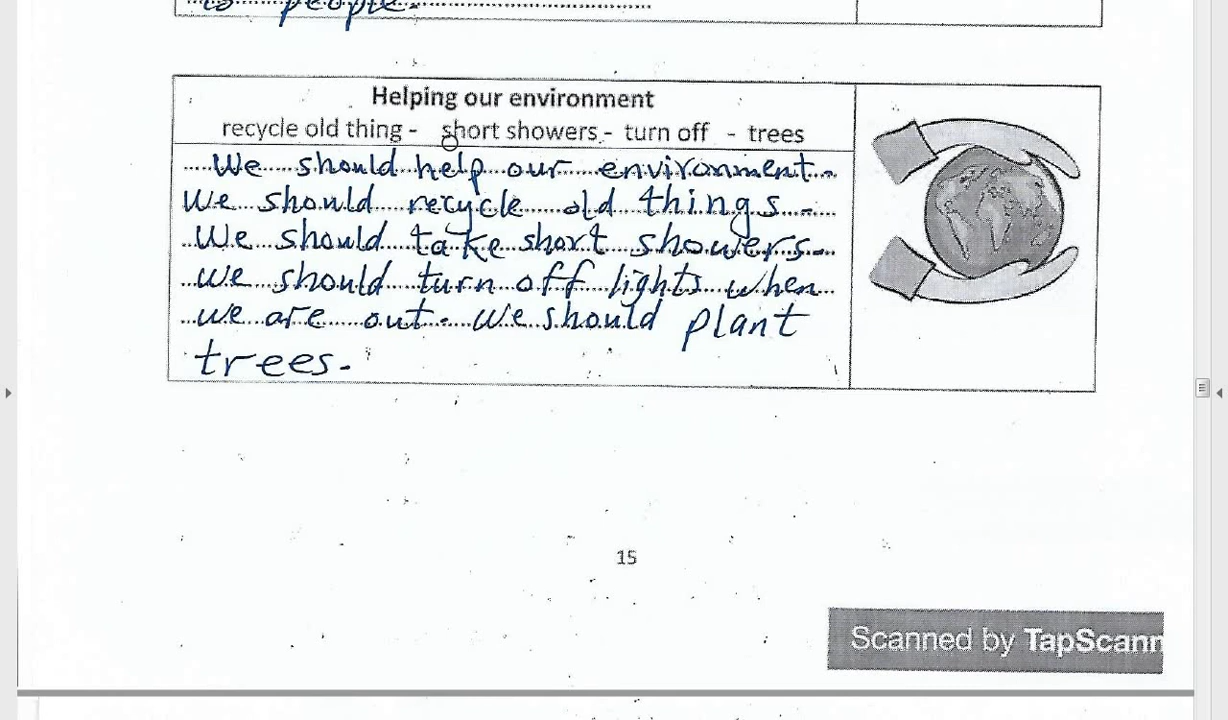 to people.
Helping our environment
recycle old thing - short showers - turn off - trees
We should help our environment.
We should recycle old things.
We should take short showers.
We should turn off lights when
we are out. We should plant
trees.
15
Scanned by TapScann